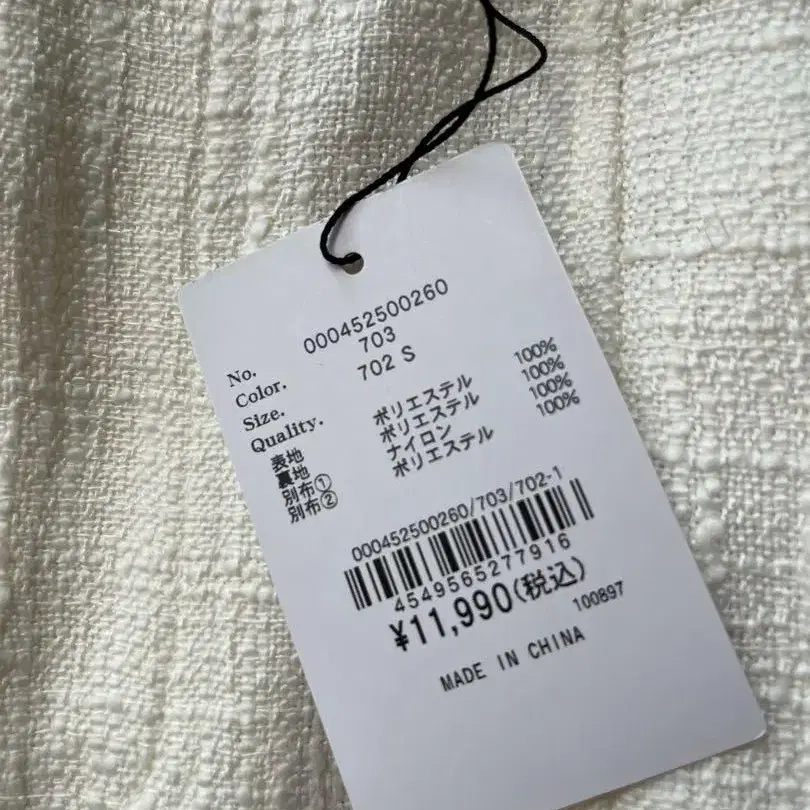 No. 000452500260
Color. 703
Size. 702 S
Quality.
表地 ポリエステル 100%
裏地 ポリエステル 100%
別布① ナイロン 100%
別布② ポリエステル 100%
000452500260/703/702-1
4549565277916
¥11,990(税込)
100897
MADE IN CHINA